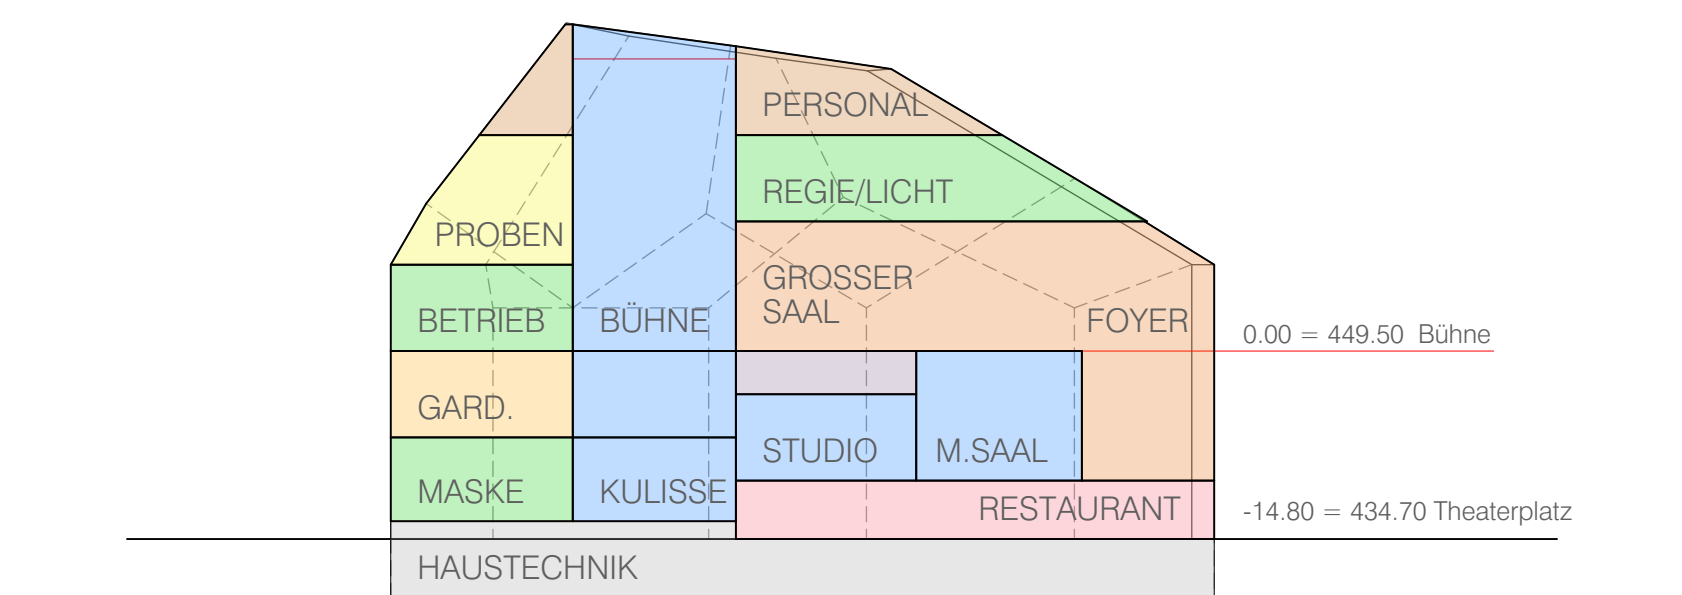 PERSONAL
REGIE/LICHT
PROBEN
GROSSER
SAAL
BETRIEB
BÜHNE
FOYER
0.00 = 449.50 Bühne
GARD.
STUDIO
M.SAAL
MASKE
KULISSE
RESTAURANT
-14.80 = 434.70 Theaterplatz
HAUSTECHNIK